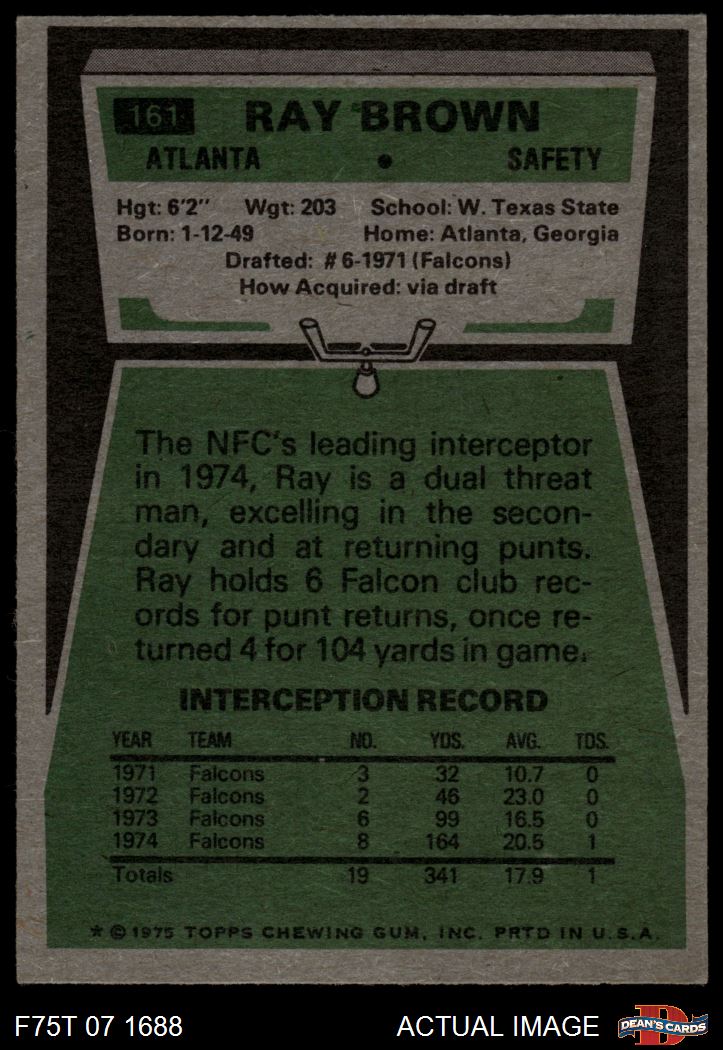 161 RAY BROWN
ATLANTA • SAFETY
Hgt: 6'2" Wgt: 203 School: W. Texas State
Born: 1-12-49 Home: Atlanta, Georgia
Drafted: #6-1971 (Falcons)
How Acquired: via draft
The NFC's leading interceptor
in 1974, Ray is a dual threat
man, excelling in the secon-
dary and at returning punts.
Ray holds 6 Falcon club rec-
ords for punt returns, once re-
turned 4 for 104 yards in game.
INTERCEPTION RECORD
YEAR TEAM NO. YDS. AVG. TDS.
1971 Falcons 3 32 10.7 0
1972 Falcons 2 46 23.0 0
1973 Falcons 6 99 16.5 0
1974 Falcons 8 164 20.5 1
Totals 19 341 17.9 1
* © 1975 TOPPS CHEWING GUM, INC. PRTD IN U.S.A.
F75T 07 1688 ACTUAL IMAGE D DEAN'S CARDS